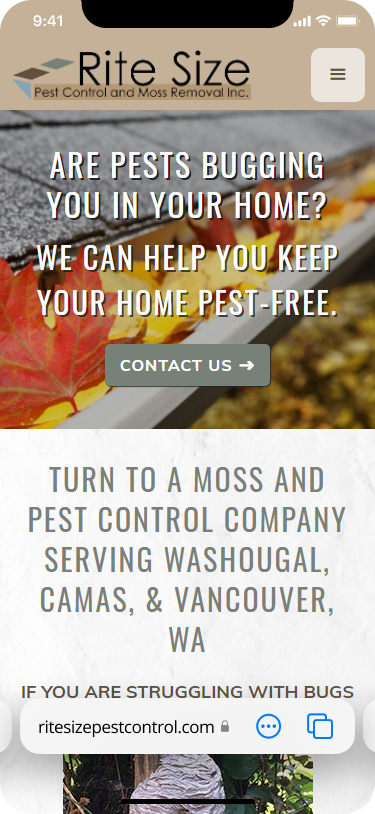 9:41
Rite Size
Pest Control and Moss Removal Inc.
ARE PESTS BUGGING
YOU IN YOUR HOME?
WE CAN HELP YOU KEEP
YOUR HOME PEST-FREE.
CONTACT US ➔
TURN TO A MOSS AND
PEST CONTROL COMPANY
SERVING WASHOUGAL,
CAMAS, & VANCOUVER,
WA
IF YOU ARE STRUGGLING WITH BUGS
ritesizepestcontrol.com